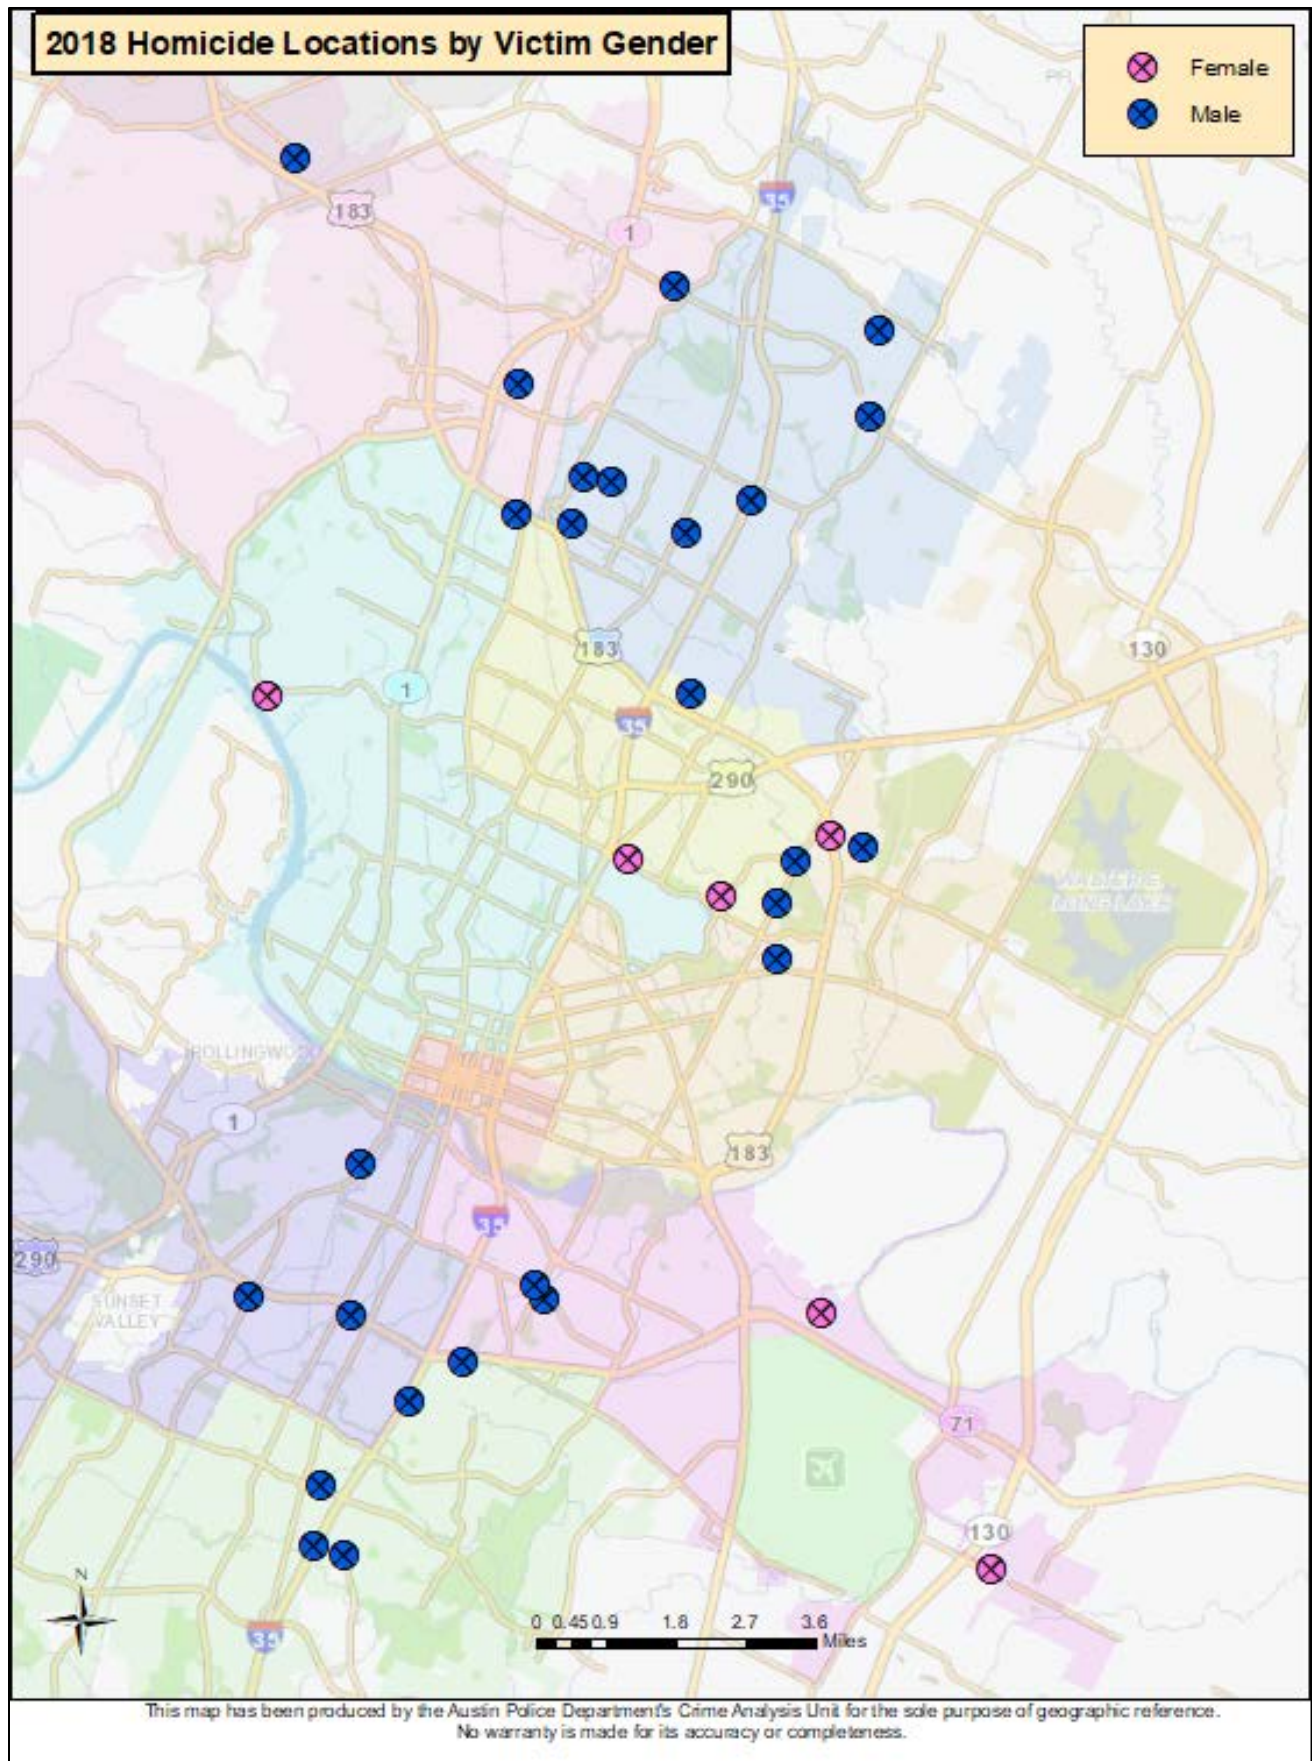 2018 Homicide Locations by Victim Gender
Female
Male
183
35
1
183
130
1
35
290
1
183
35
290
SUNSET
VALLEY
71
130
N
0 0.45 0.9 1.8 2.7 3.6
Miles
35
This map has been produced by the Austin Police Department's Crime Analysis Unit for the sole purpose of geographic reference.
No warranty is made for its accuracy or completeness.